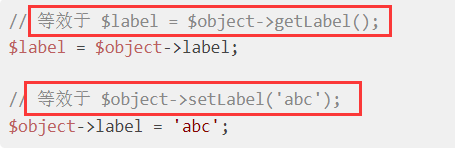 // 等效于 $label = $object->getLabel();
$label = $object->label;
// 等效于 $object->setLabel('abc');
$object->label = 'abc';